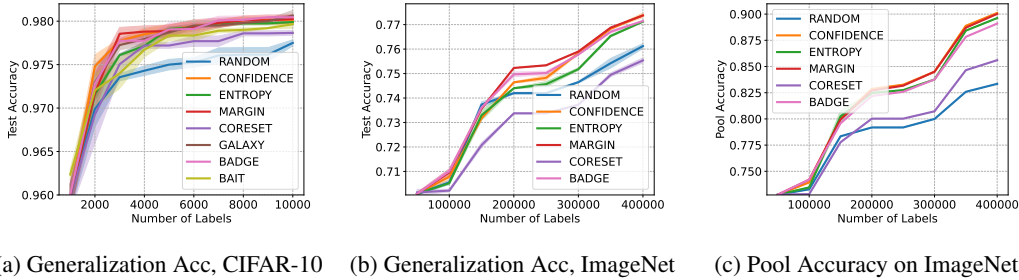 0.980
0.975
0.970
0.965
0.960
Test Accuracy
2000 4000 6000 8000 10000
Number of Labels
RANDOM
CONFIDENCE
ENTROPY
MARGIN
CORESET
GALAXY
BADGE
BAIT
0.77
0.76
0.75
0.74
0.73
0.72
0.71
Test Accuracy
100000 200000 300000 400000
Number of Labels
RANDOM
CONFIDENCE
ENTROPY
MARGIN
CORESET
BADGE
0.900
0.875
0.850
0.825
0.800
0.775
0.750
Pool Accuracy
100000 200000 300000 400000
Number of Labels
RANDOM
CONFIDENCE
ENTROPY
MARGIN
CORESET
BADGE
a) Generalization Acc, CIFAR-10 (b) Generalization Acc, ImageNet (c) Pool Accuracy on ImageNet